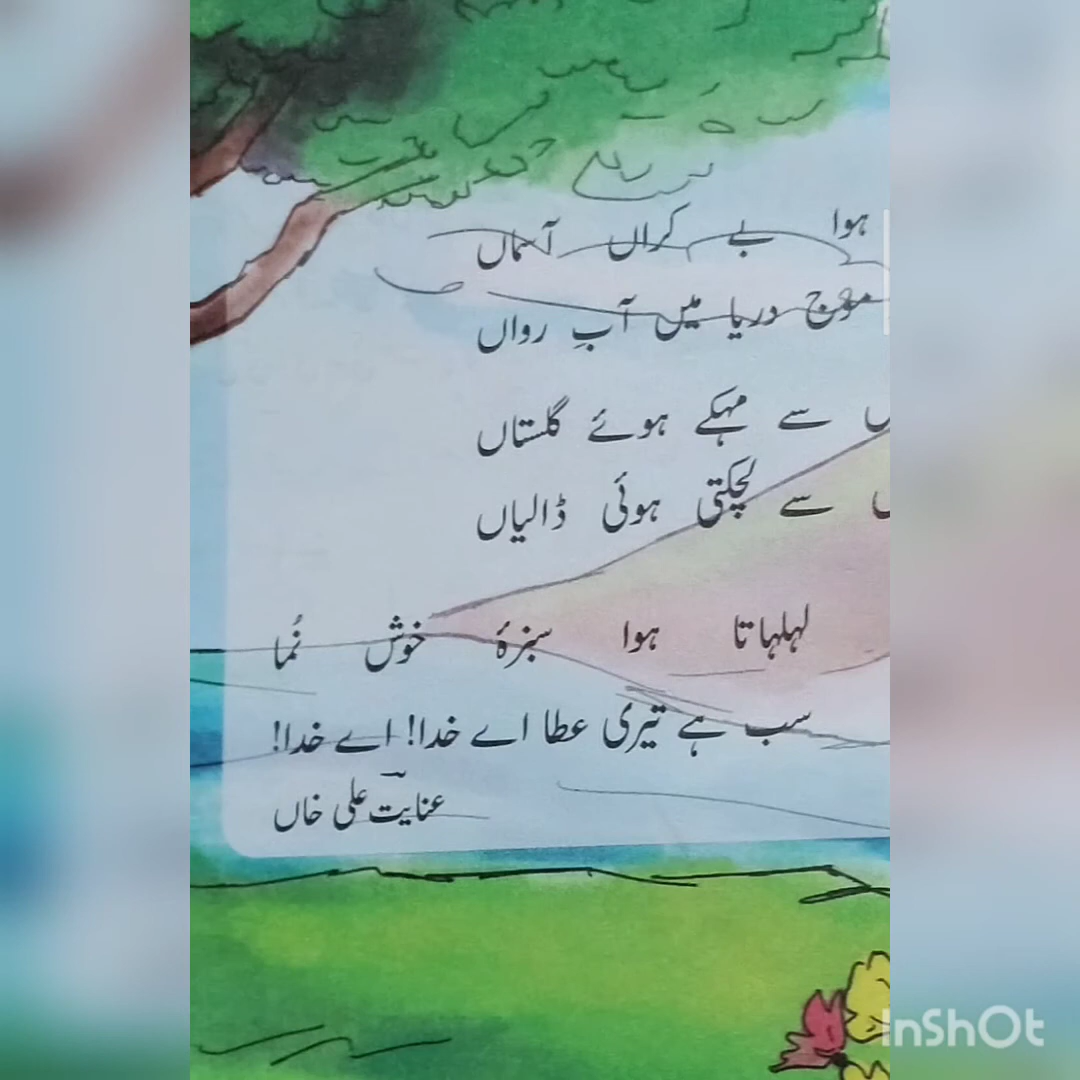 ہوا بے کراں آسماں
موج دریا میں آبِ رواں
سے مہکے ہوئے گلستاں
سے لچکتی ہوئی ڈالیاں
لہلہاتا ہوا سبزۂ خوش نُما
سب ہے تیری عطا اے خدا! اے خدا!
عنایت علی خاں
InShOt